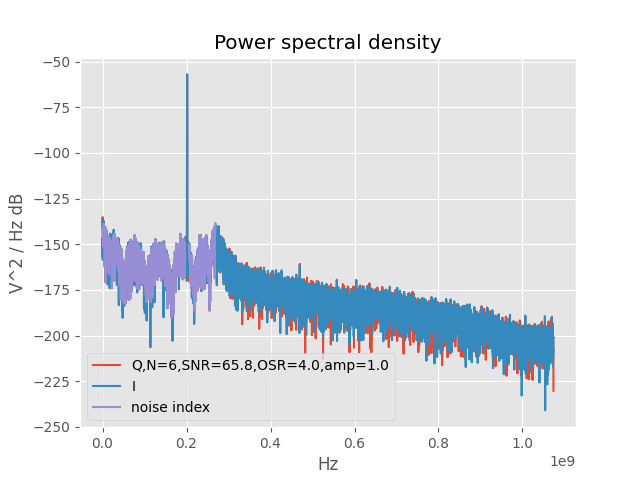 Power spectral density
V^2 / Hz dB
−50
−75
−100
−125
−150
−175
−200
−225
−250
Q,N=6,SNR=65.8,OSR=4.0,amp=1.0
I
noise index
0.0 0.2 0.4 0.6 0.8 1.0
1e9
Hz